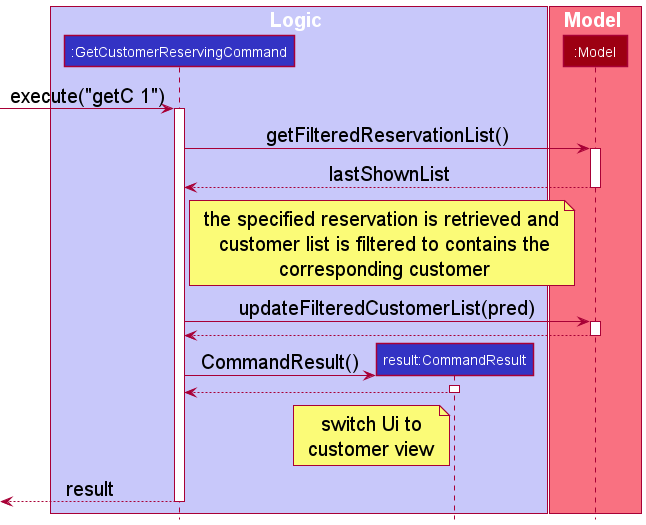 Logic
Model
:GetCustomerReservingCommand
:Model
execute("getC 1")
getFilteredReservationList()
lastShownList
the specified reservation is retrieved and
customer list is filtered to contains the
corresponding customer
updateFilteredCustomerList(pred)
CommandResult()
result:CommandResult
switch Ui to
customer view
result